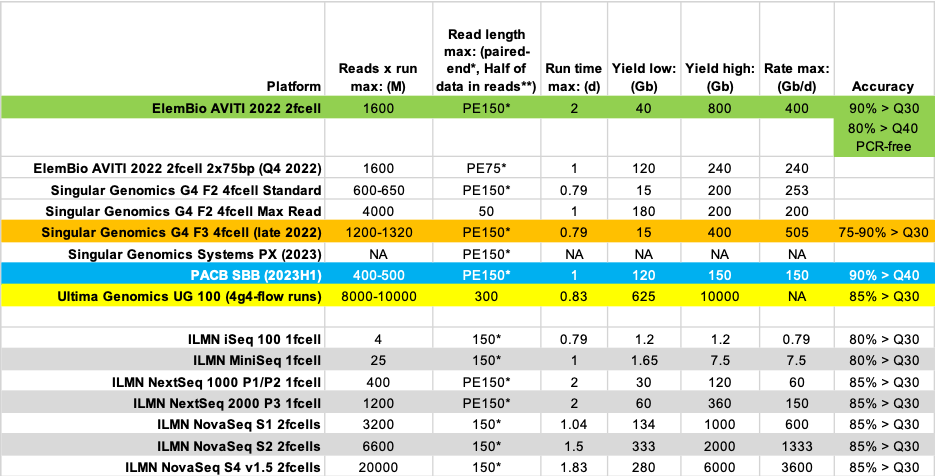 Platform Reads x run max: (M) Read length max: (paired-end*, Half of data in reads**) Run time max: (d) Yield low: (Gb) Yield high: (Gb) Rate max: (Gb/d) Accuracy
ElemBio AVITI 2022 2fcell 1600 PE150* 2 40 800 400 90% > Q30
80% > Q40
PCR-free
ElemBio AVITI 2022 2fcell 2x75bp (Q4 2022) 1600 PE75* 1 120 240 240
Singular Genomics G4 F2 4fcell Standard 600-650 PE150* 0.79 15 200 253
Singular Genomics G4 F2 4fcell Max Read 4000 50 1 180 200 200
Singular Genomics G4 F3 4fcell (late 2022) 1200-1320 PE150* 0.79 15 400 505 75-90% > Q30
Singular Genomics Systems PX (2023) NA PE150* NA NA NA NA
PACB SBB (2023H1) 400-500 PE150* 1 120 150 150 90% > Q40
Ultima Genomics UG 100 (4g4-flow runs) 8000-10000 300 0.83 625 10000 NA 85% > Q30
ILMN iSeq 100 1fcell 4 150* 0.79 1.2 1.2 0.79 80% > Q30
ILMN MiniSeq 1fcell 25 150* 1 1.65 7.5 7.5 80% > Q30
ILMN NextSeq 1000 P1/P2 1fcell 400 PE150* 2 30 120 60 85% > Q30
ILMN NextSeq 2000 P3 1fcell 1200 PE150* 2 60 360 150 85% > Q30
ILMN NovaSeq S1 2fcells 3200 150* 1.04 134 1000 600 85% > Q30
ILMN NovaSeq S2 2fcells 6600 150* 1.5 333 2000 1333 85% > Q30
ILMN NovaSeq S4 v1.5 2fcells 20000 150* 1.83 280 6000 3600 85% > Q30